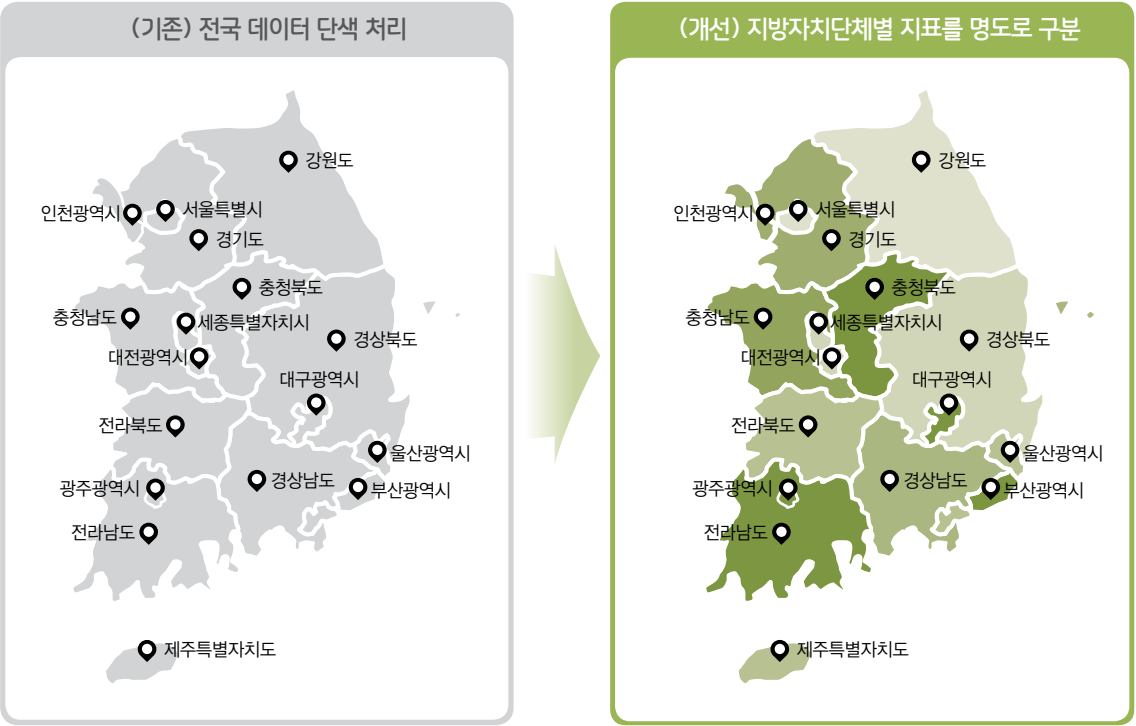 (기존) 전국 데이터 단색 처리
강원도
인천광역시
서울특별시
경기도
충청북도
충청남도
세종특별자치시
경상북도
대전광역시
대구광역시
전라북도
울산광역시
경상남도
광주광역시
부산광역시
전라남도
제주특별자치도
(개선) 지방자치단체별 지표를 명도로 구분
강원도
인천광역시
서울특별시
경기도
충청북도
충청남도
세종특별자치시
경상북도
대전광역시
대구광역시
전라북도
울산광역시
경상남도
광주광역시
부산광역시
전라남도
제주특별자치도